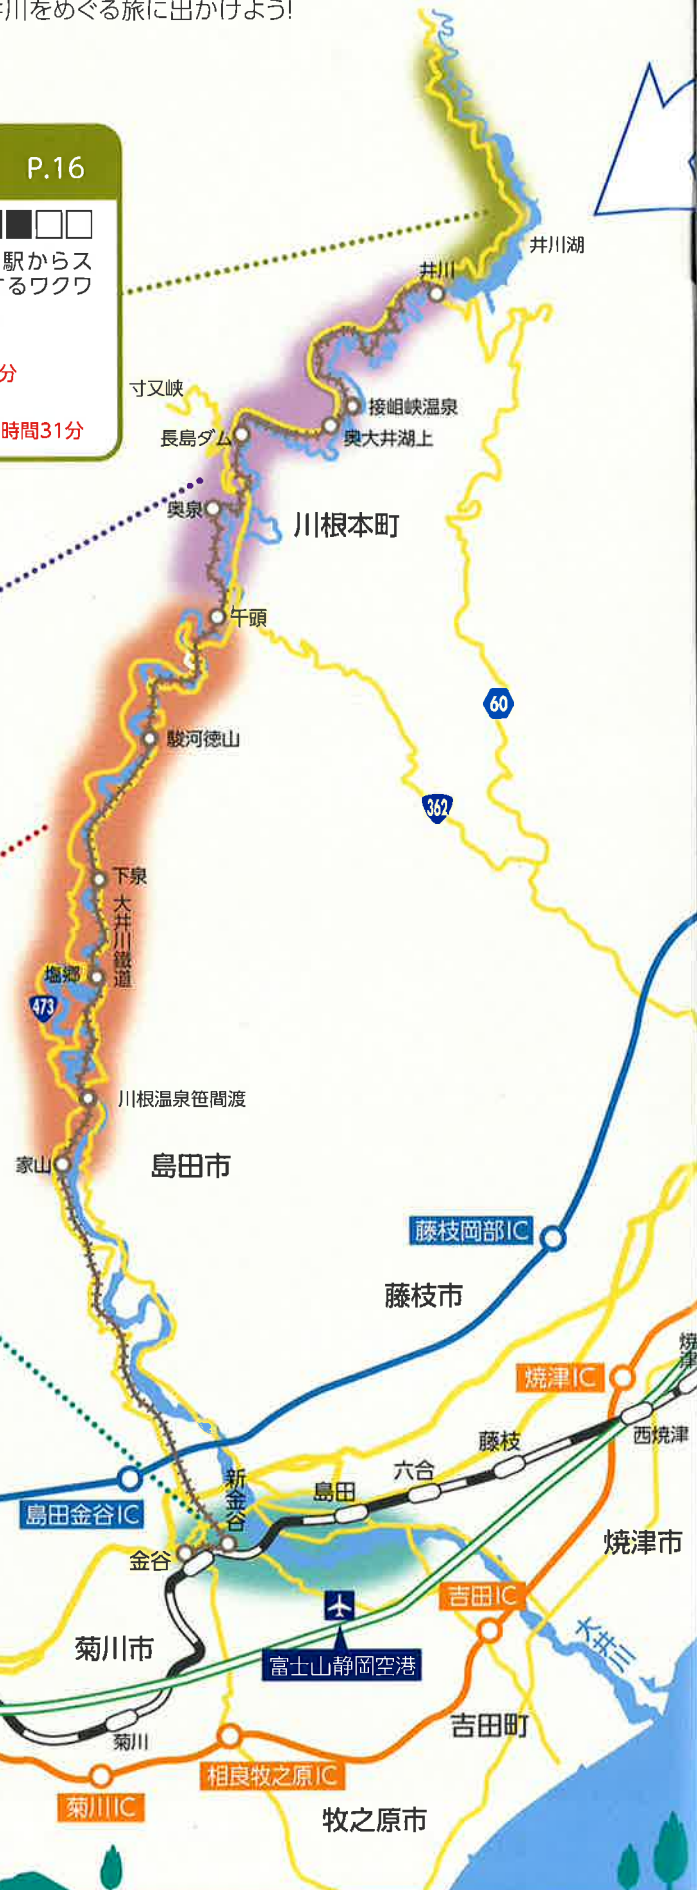 井川をめぐる旅に出かけよう!
P.16
駅からス
するワクワ
分
時間31分
井川湖
井川
寸又峡
接岨峡温泉
長島ダム
奥大井湖上
奥泉
川根本町
千頭
60
駿河徳山
362
下泉
大井川鐵道
塩郷
473
川根温泉笹間渡
家山
島田市
藤枝岡部IC
藤枝市
焼津
焼津IC
西焼津
藤枝
六合
島田
新金谷
島田金谷IC
金谷
焼津市
吉田IC
大井川
菊川市
富士山静岡空港
吉田町
菊川
相良牧之原IC
菊川IC
牧之原市